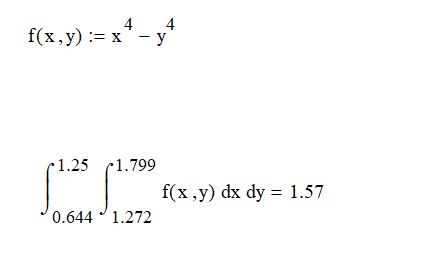 f(x,y) := x⁴ − y⁴
∫₀.₆₄₄^1.25 ∫₁.₂₇₂^1.799 f(x,y) dx dy = 1.57